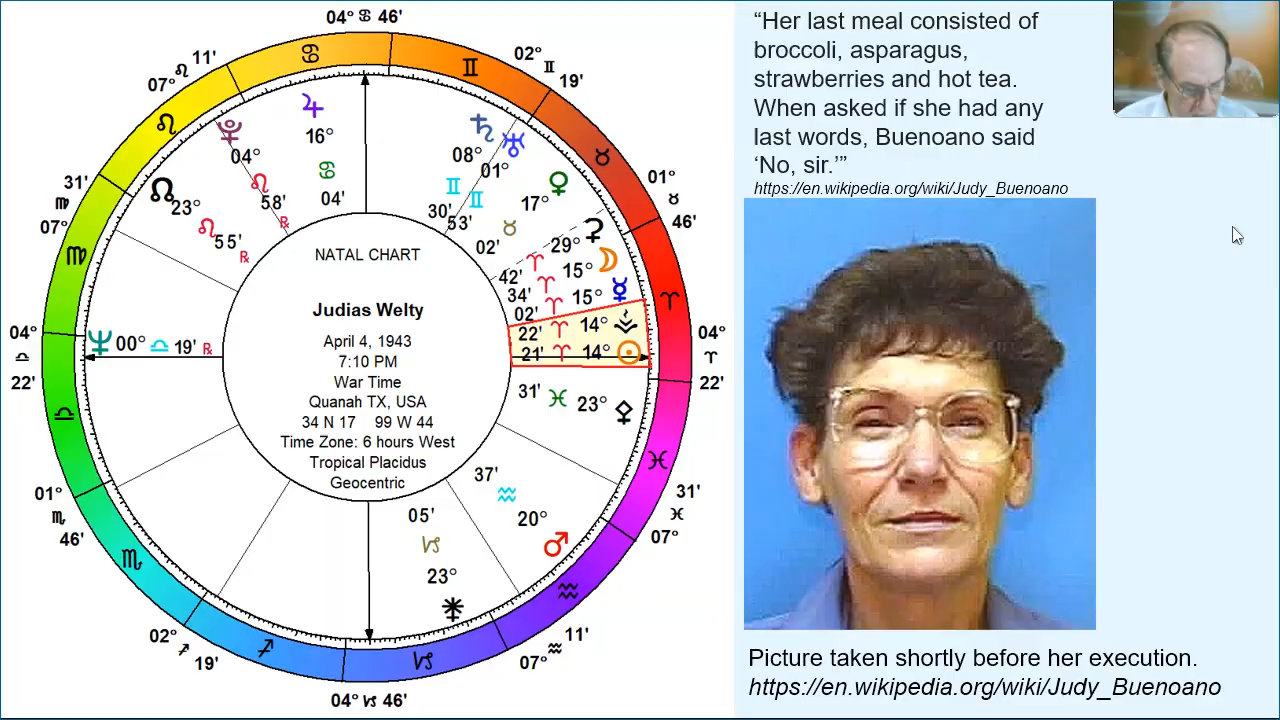 04° ♋ 46'
11'
07° ♌
02° ♊ 19'
♋
♊
♌
♉
31' ♍ 07°
01° ♉ 46'
♃
16°
♋
04'
♇
04°
♌
58' ℞
♄
08°
♊
30'
♅
01°
♊
53'
☊
23°
♌
55'
℞
♀
17°
♉
02'
⚳
29°
♈
42'
☽
15°
♈
34'
☿
15°
♈
02'
⚶
14°
♈
22'
☉
14°
♈
21'
♍
♈
04° ♎ 22'
04° ♈ 22'
♆ 00° ♎ 19' ℞
31' ♓ 23° ⚴
NATAL CHART
Judias Welty
April 4, 1943
7:10 PM
War Time
Quanah TX, USA
34 N 17 99 W 44
Time Zone: 6 hours West
Tropical Placidus
Geocentric
♎
♓
37'
♒
20°
♂
05'
♑
23°
⚵
01° ♏ 46'
31' ♓ 07°
♏
♒
02° ♐ 19'
11'
07° ♒
♐
♑
04° ♑ 46'
“Her last meal consisted of
broccoli, asparagus,
strawberries and hot tea.
When asked if she had any
last words, Buenoano said
‘No, sir.’”
https://en.wikipedia.org/wiki/Judy_Buenoano
Picture taken shortly before her execution.
https://en.wikipedia.org/wiki/Judy_Buenoano